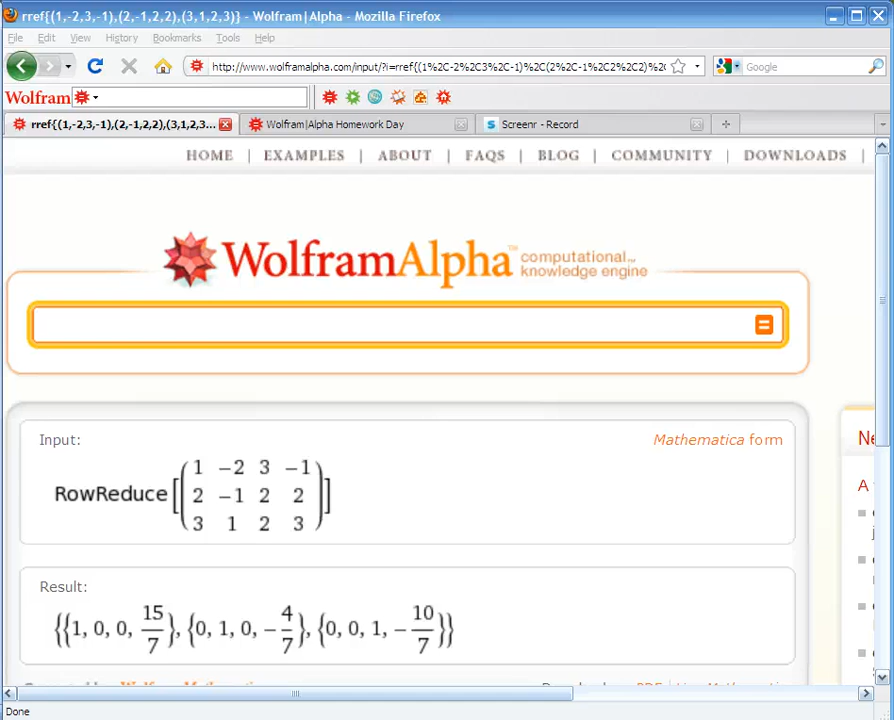 rref{(1,-2,3,-1),(2,-1,2,2),(3,1,2,3)} - Wolfram|Alpha - Mozilla Firefox
File Edit View History Bookmarks Tools Help
http://www.wolframalpha.com/input/?i=rref{(1%2C-2%2C3%2C-1)%2C(2%2C-1%2C2%2C2)%2C Google
Wolfram
rref{(1,-2,3,-1),(2,-1,2,2),(3,1,2,3... Wolfram|Alpha Homework Day Screenr - Record
HOME | EXAMPLES | ABOUT | FAQS | BLOG | COMMUNITY | DOWNLOADS |
WolframAlpha™ computational... knowledge engine
Input: Mathematica form
RowReduce[(1 -2 3 -1
2 -1 2 2
3 1 2 3)]
Result:
{{1, 0, 0, 15/7}, {0, 1, 0, -4/7}, {0, 0, 1, -10/7}}
Done